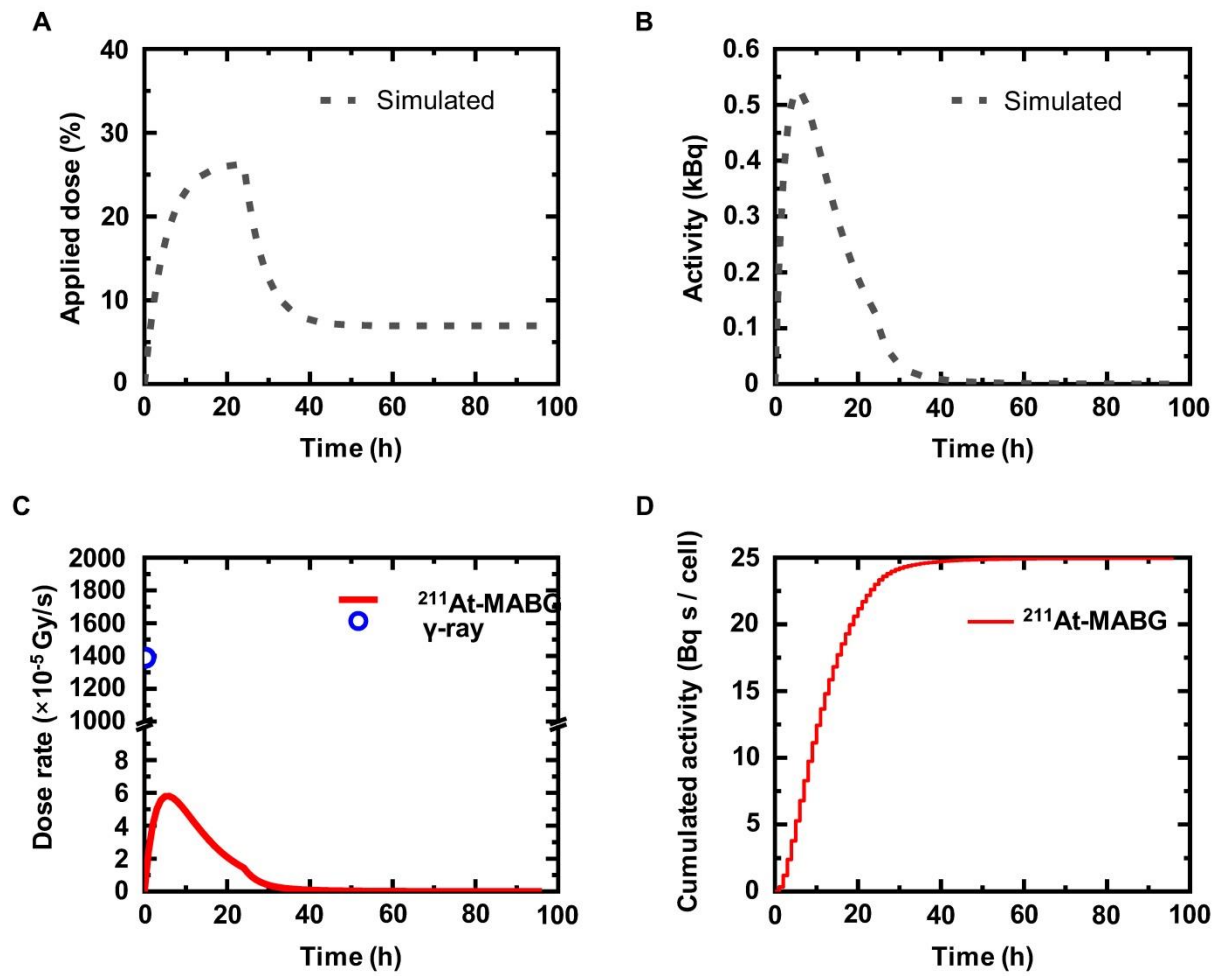 A
Applied dose (%)
40
30
20
10
0
0 20 40 60 80 100
Time (h)
Simulated
B
Activity (kBq)
0.6
0.5
0.4
0.3
0.2
0.1
0
0 20 40 60 80 100
Time (h)
Simulated
C
Dose rate (×10⁻⁵ Gy/s)
2000
1800
1600
1400
1200
1000
8
6
4
2
0
0 20 40 60 80 100
Time (h)
²¹¹At-MABG
γ-ray
D
Cumulated activity (Bq s / cell)
25
20
15
10
5
0
0 20 40 60 80 100
Time (h)
²¹¹At-MABG